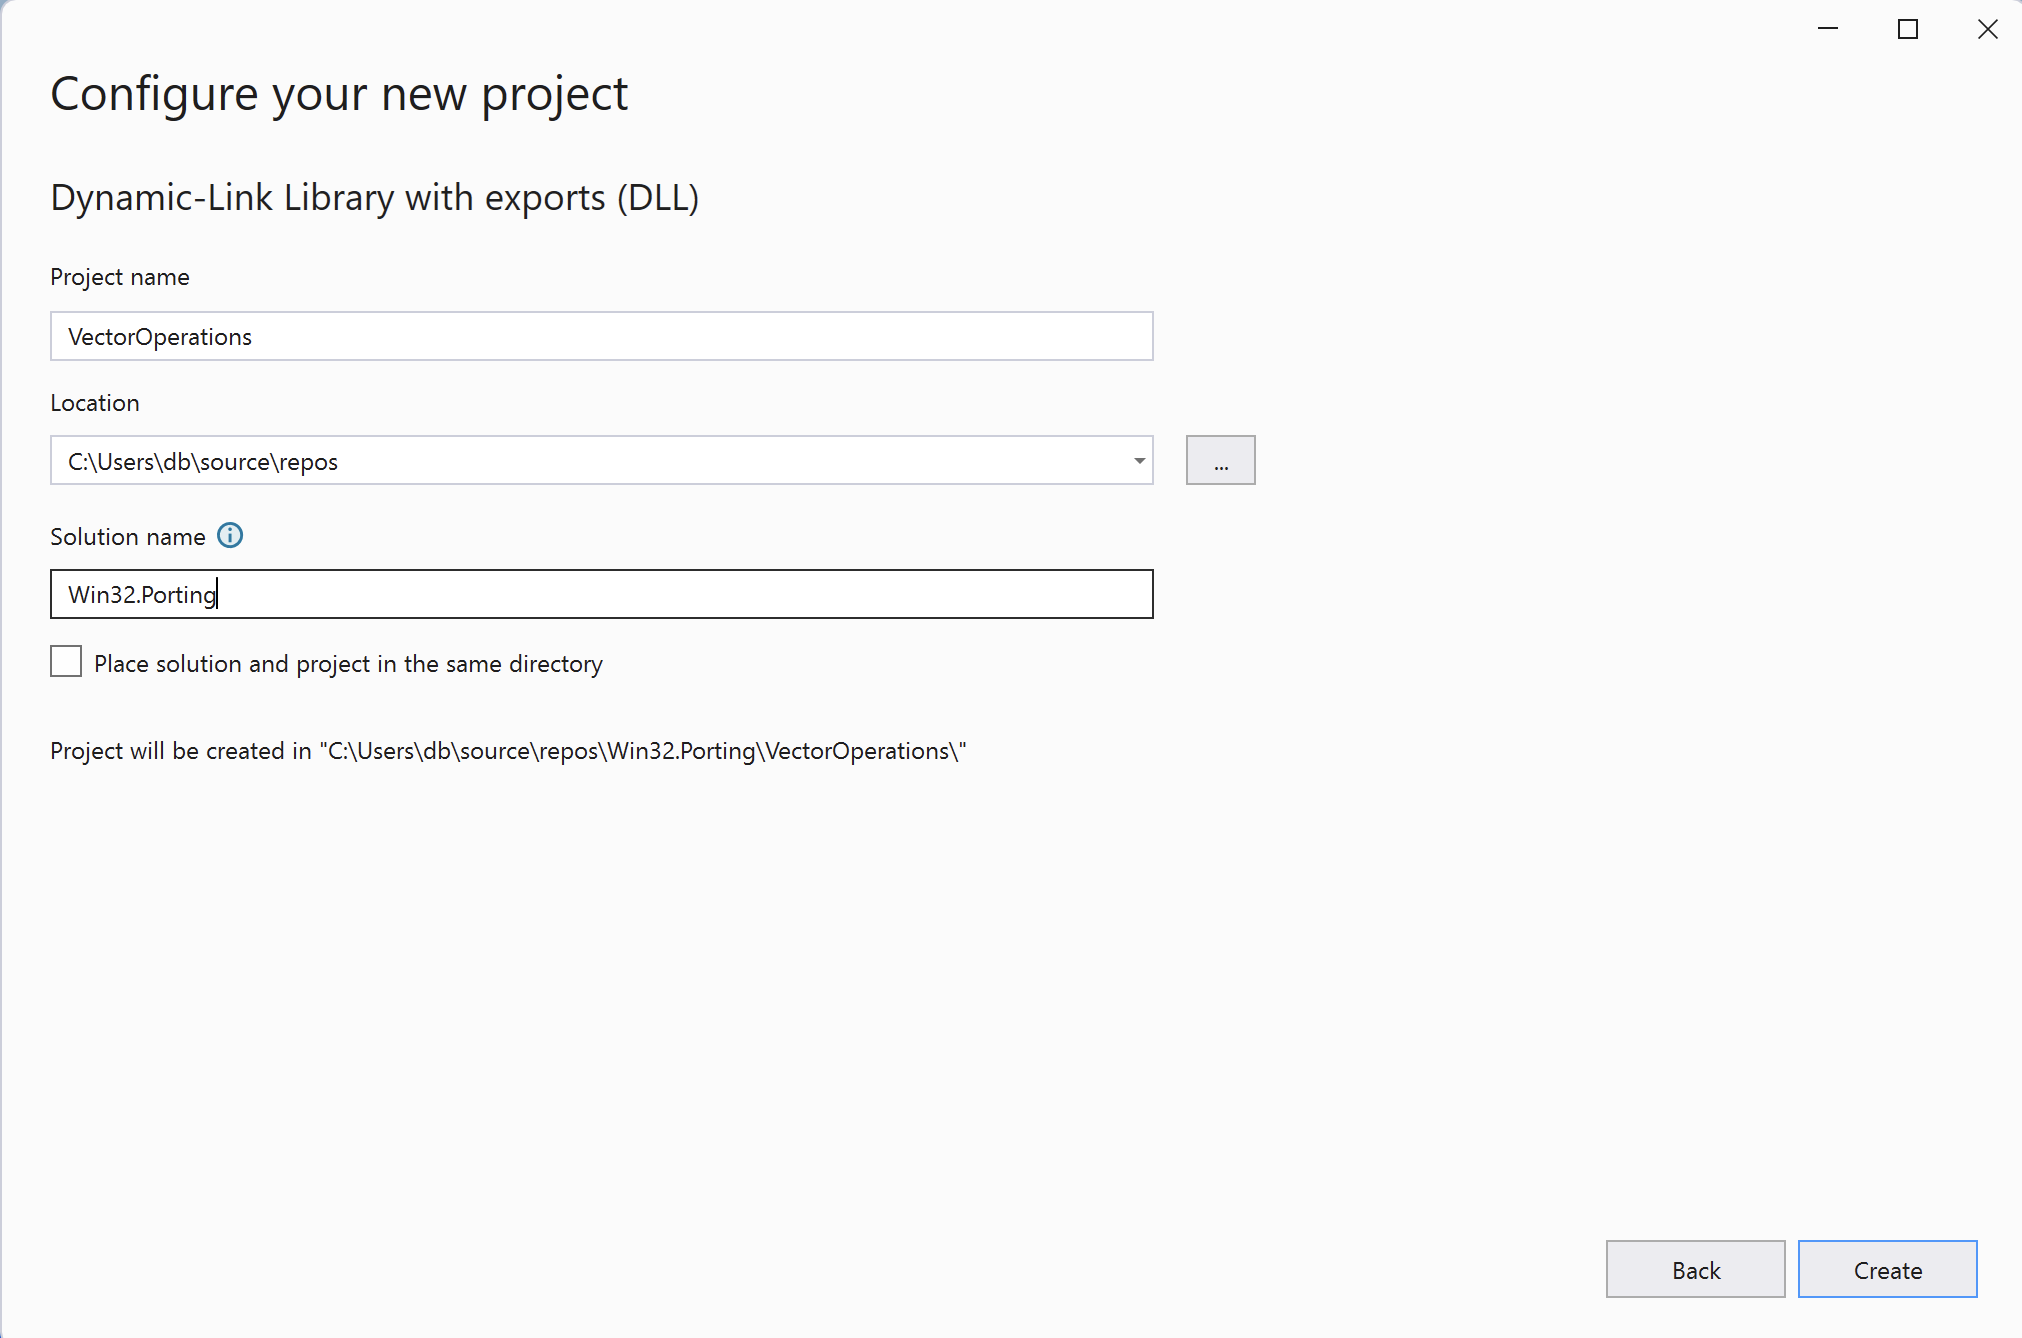 Configure your new project
Dynamic-Link Library with exports (DLL)
Project name
VectorOperations
Location
C:\Users\db\source\repos
...
Solution name
Win32.Porting
Place solution and project in the same directory
Project will be created in "C:\Users\db\source\repos\Win32.Porting\VectorOperations\"
Back
Create